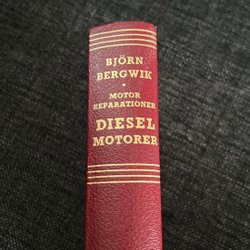 BJÖRN
BERGWIK
MOTOR
REPARATIONER
DIESEL
MOTORER